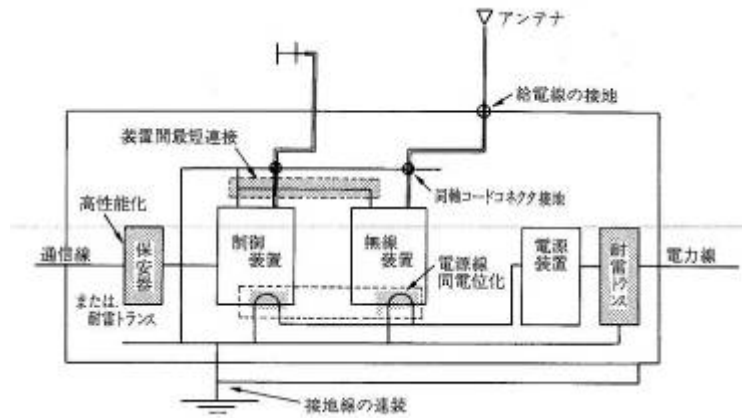 アンテナ
給電線の接地
装置間最短連接
同軸コードコネクタ接地
高性能化
通信線
保安器
または
耐雷トランス
制御
装置
無線
装置
電源線
同電位化
電源
装置
耐雷トランス
電力線
接地線の連装